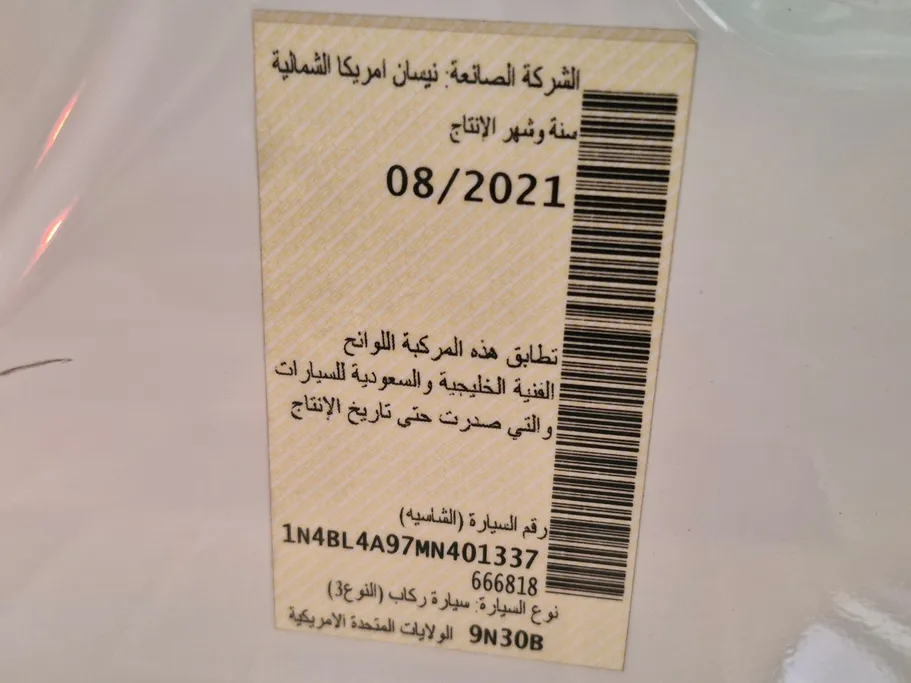 الشركة الصانعة: نيسان امريكا الشمالية
سنة وشهر الإنتاج
08/2021
تطابق هذه المركبة اللوائح
الفنية الخليجية والسعودية للسيارات
والتي صدرت حتى تاريخ الإنتاج
رقم السيارة (الشاسيه)
1N4BL4A97MN401337
666818
نوع السيارة: سيارة ركاب (النوع3)
9N30B الولايات المتحدة الامريكية